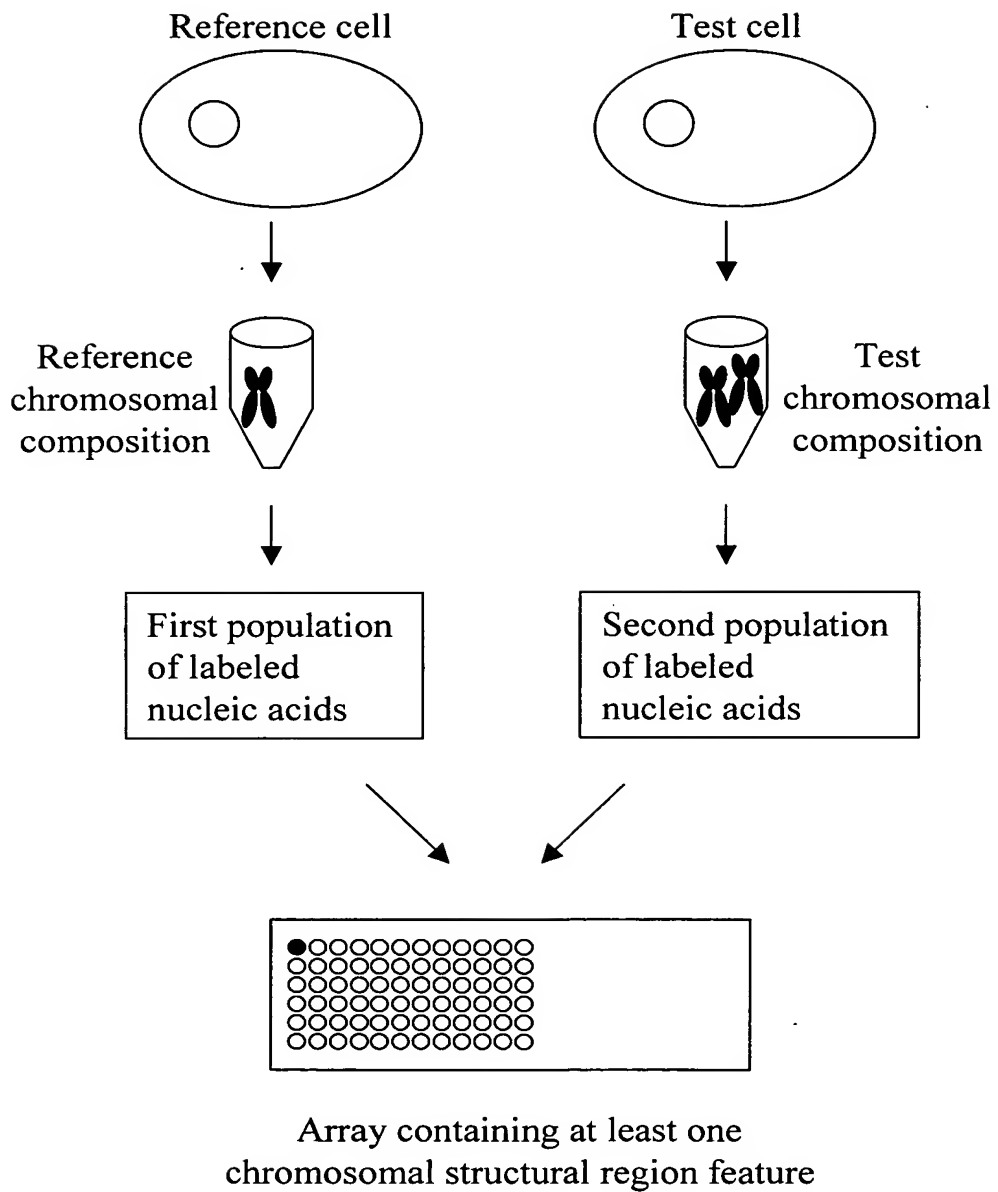 Reference cell
Test cell
Reference
chromosomal
composition
Test
chromosomal
composition
First population
of labeled
nucleic acids
Second population
of labeled
nucleic acids
Array containing at least one
chromosomal structural region feature